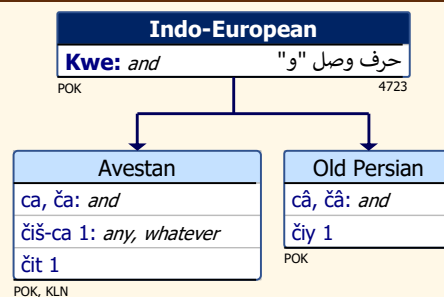 Indo-European
Kwe: and حرف وصل "و"
POK 4723
Avestan
ca, ča: and
čiš-ca 1: any, whatever
čit 1
POK, KLN
Old Persian
câ, čâ: and
čiy 1
POK